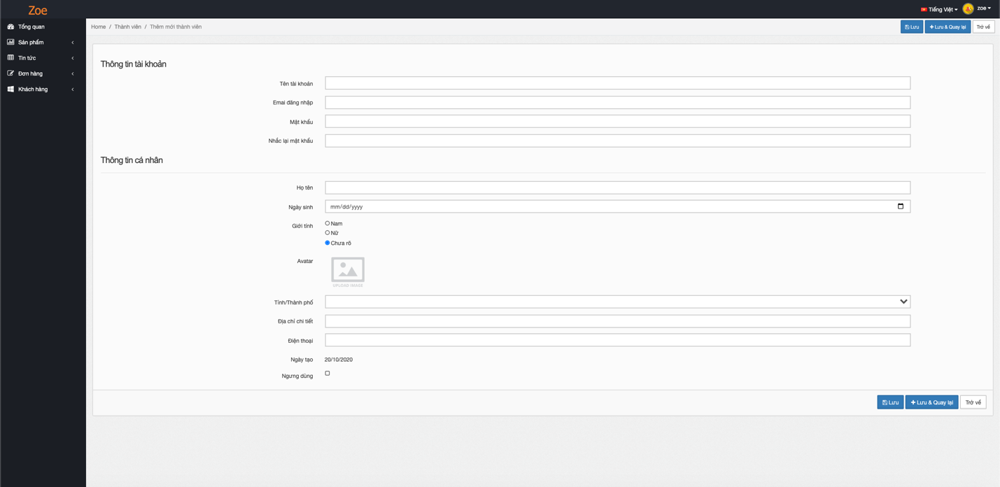 Zoe
Tiếng Việt
zoe
Tổng quan
Sản phẩm
Tin tức
Đơn hàng
Khách hàng
Home / Thành viên / Thêm mới thành viên
Lưu
Lưu & Quay lại
Trở về
Thông tin tài khoản
Tên tài khoản
Emai đăng nhập
Mật khẩu
Nhắc lại mật khẩu
Thông tin cá nhân
Họ tên
Ngày sinh mm/dd/yyyy
Giới tính
Nam
Nữ
Chưa rõ
Avatar
UPLOAD IMAGE
Tỉnh/Thành phố
Địa chỉ chi tiết
Điện thoại
Ngày tạo 20/10/2020
Ngưng dùng
Lưu
Lưu & Quay lại
Trở về